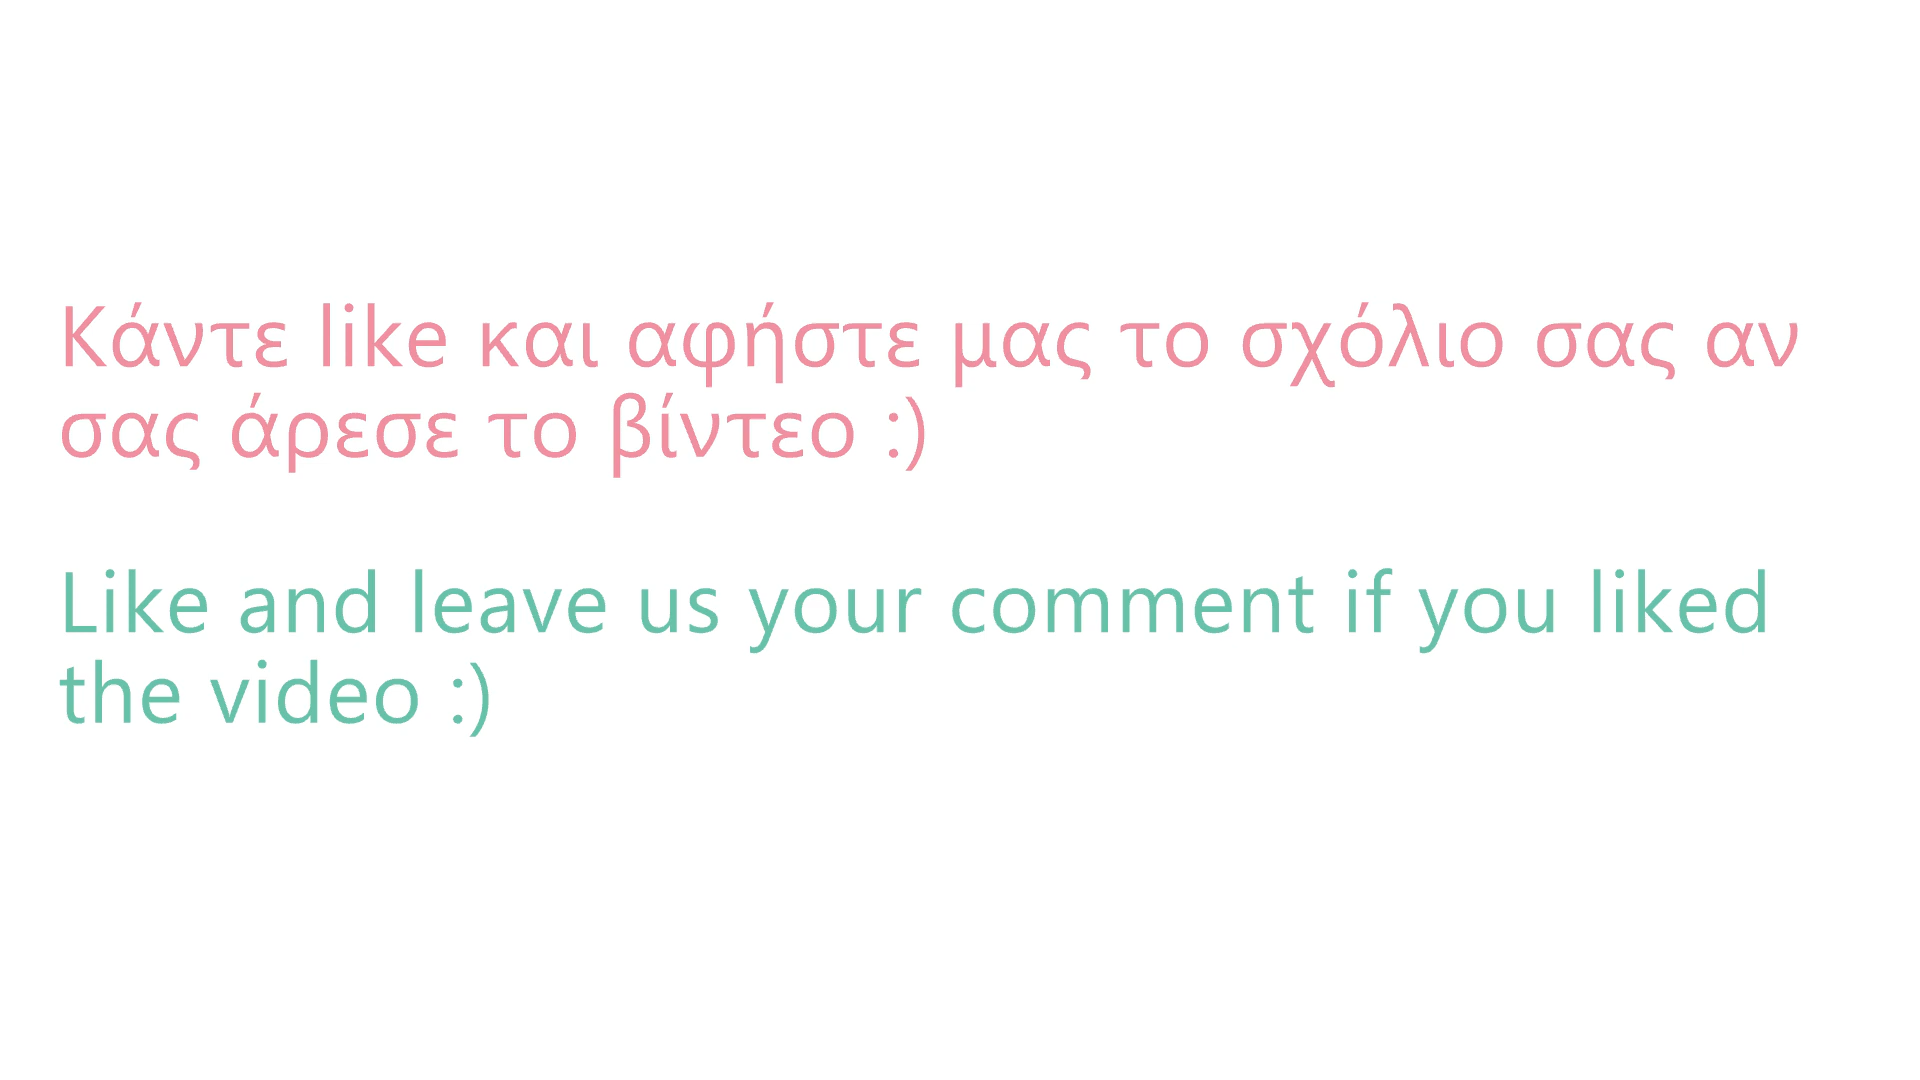 Κάντε like και αφήστε μας το σχόλιο σας αν
σας άρεσε το βίντεο :)
Like and leave us your comment if you liked
the video :)